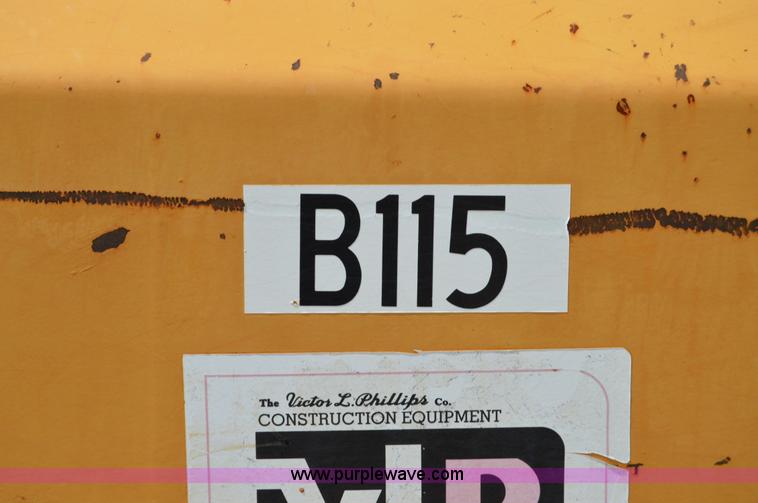 B115
The Victor L. Phillips Co.
CONSTRUCTION EQUIPMENT
www.purplewave.com